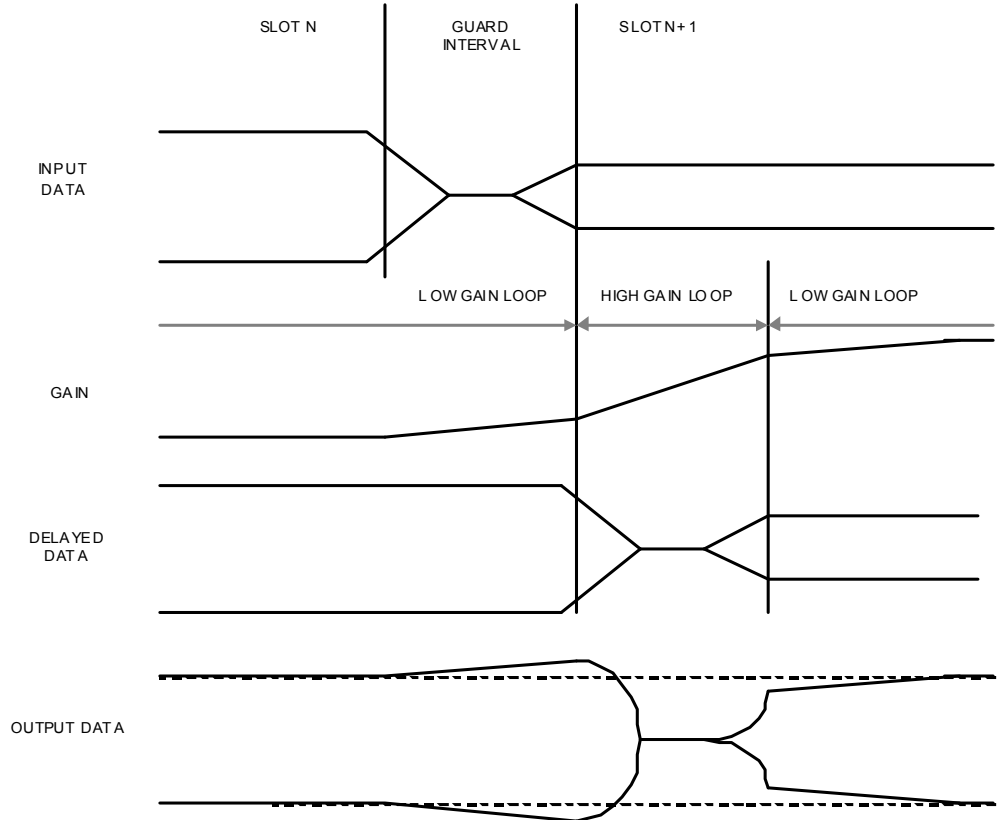 SLOT N
GUARD
INTERVAL
SLOT N+1
INPUT
DATA
LOW GAIN LOOP
HIGH GAIN LOOP
LOW GAIN LOOP
GAIN
DELAYED
DATA
OUTPUT DATA